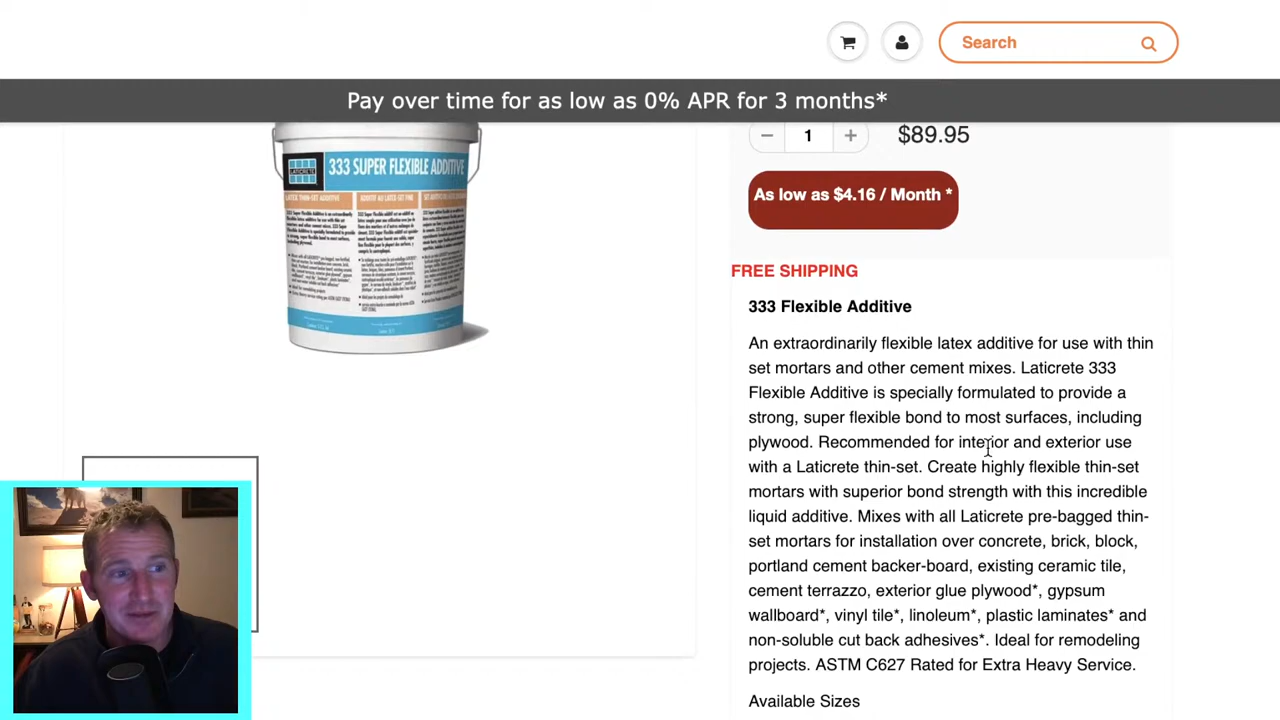 Search
Pay over time for as low as 0% APR for 3 months*
1
$89.95
As low as $4.16 / Month *
LATICRETE
333 SUPER FLEXIBLE ADDITIVE
LATEX THIN-SET ADDITIVE
FREE SHIPPING
333 Flexible Additive
An extraordinarily flexible latex additive for use with thin
set mortars and other cement mixes. Laticrete 333
Flexible Additive is specially formulated to provide a
strong, super flexible bond to most surfaces, including
plywood. Recommended for interior and exterior use
with a Laticrete thin-set. Create highly flexible thin-set
mortars with superior bond strength with this incredible
liquid additive. Mixes with all Laticrete pre-bagged thin-
set mortars for installation over concrete, brick, block,
portland cement backer-board, existing ceramic tile,
cement terrazzo, exterior glue plywood*, gypsum
wallboard*, vinyl tile*, linoleum*, plastic laminates* and
non-soluble cut back adhesives*. Ideal for remodeling
projects. ASTM C627 Rated for Extra Heavy Service.
Available Sizes